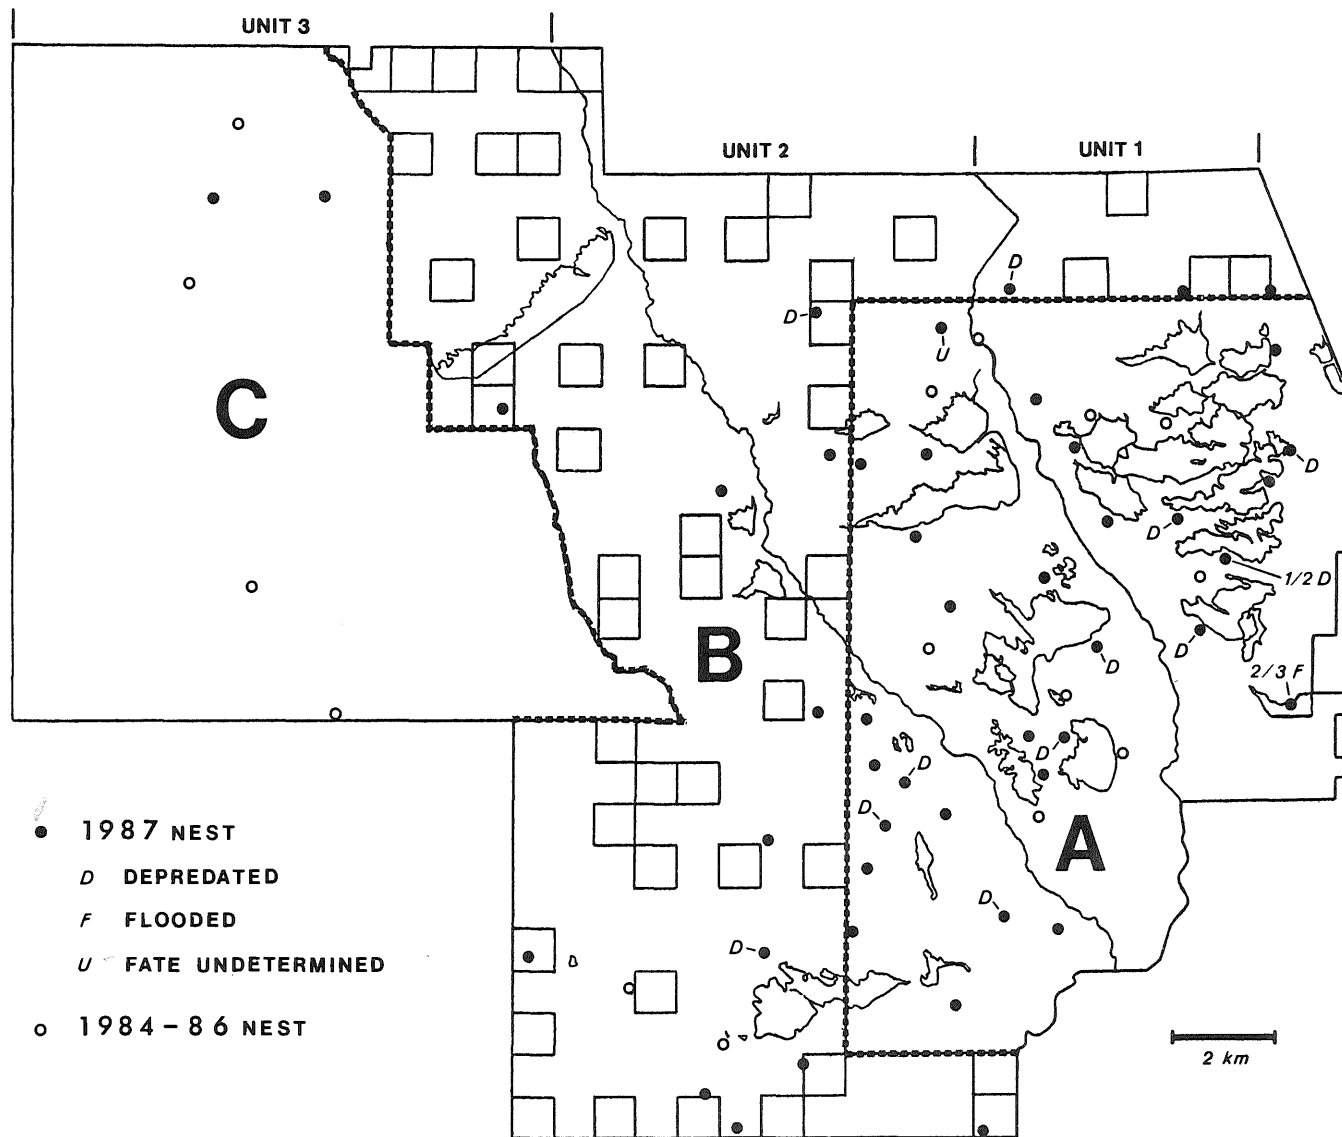 UNIT 3
UNIT 2
UNIT 1
D
D
U
C
D
D
1/2 D
B
D
D
2/3 F
D
D
D
A
D
D
1987 NEST
D DEPREDATED
F FLOODED
U FATE UNDETERMINED
1984-86 NEST
2 km